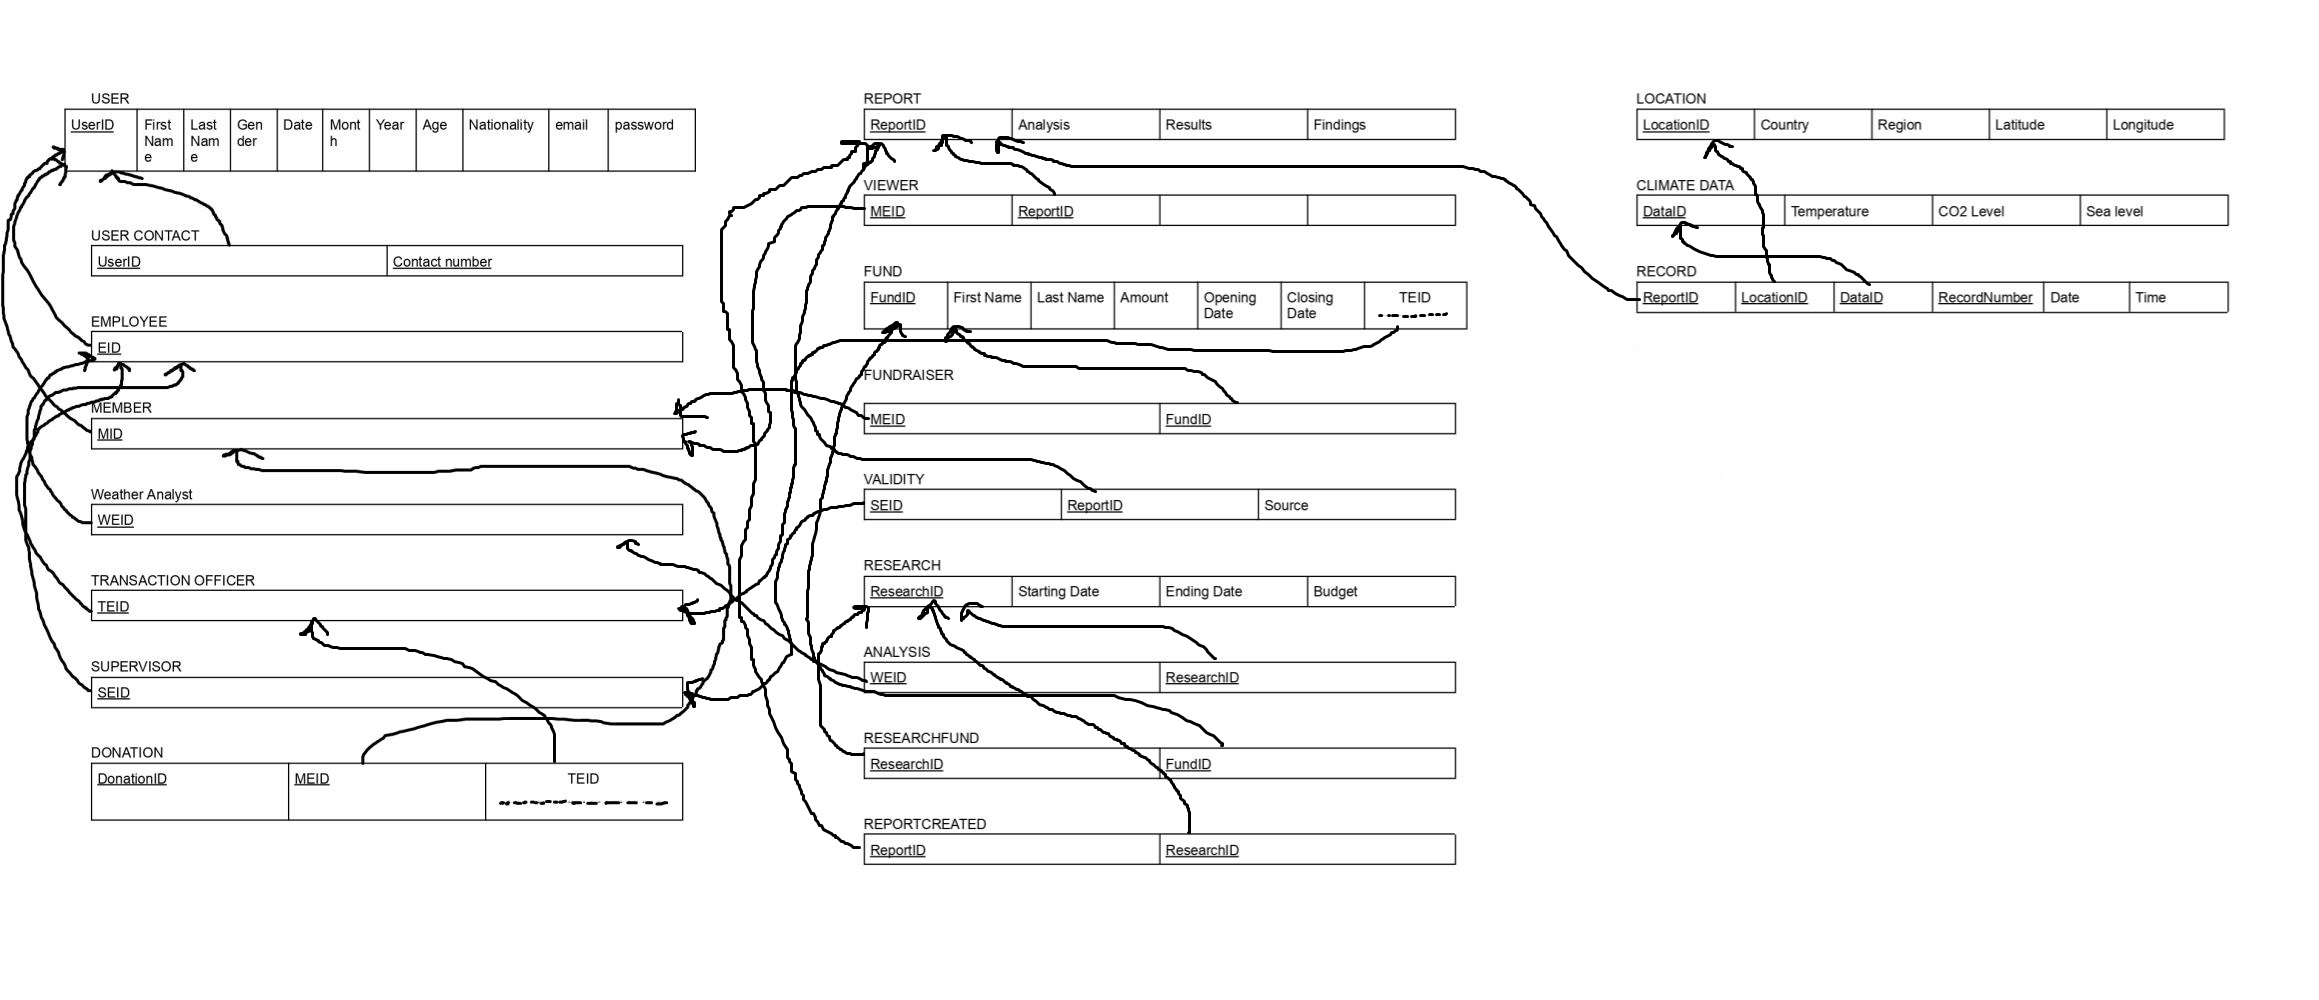 USER
UserID
First
Nam
e
Last
Nam
e
Gen
der
Date
Mont
h
Year
Age
Nationality
email
password
USER CONTACT
UserID
Contact number
EMPLOYEE
EID
MEMBER
MID
Weather Analyst
WEID
TRANSACTION OFFICER
TEID
SUPERVISOR
SEID
DONATION
DonationID
MEID
TEID
REPORT
ReportID
Analysis
Results
Findings
VIEWER
MEID
ReportID
FUND
FundID
First Name
Last Name
Amount
Opening
Date
Closing
Date
TEID
FUNDRAISER
MEID
FundID
VALIDITY
SEID
ReportID
Source
RESEARCH
ResearchID
Starting Date
Ending Date
Budget
ANALYSIS
WEID
ResearchID
RESEARCHFUND
ResearchID
FundID
REPORTCREATED
ReportID
ResearchID
LOCATION
LocationID
Country
Region
Latitude
Longitude
CLIMATE DATA
DataID
Temperature
CO2 Level
Sea level
RECORD
ReportID
LocationID
DataID
RecordNumber
Date
Time